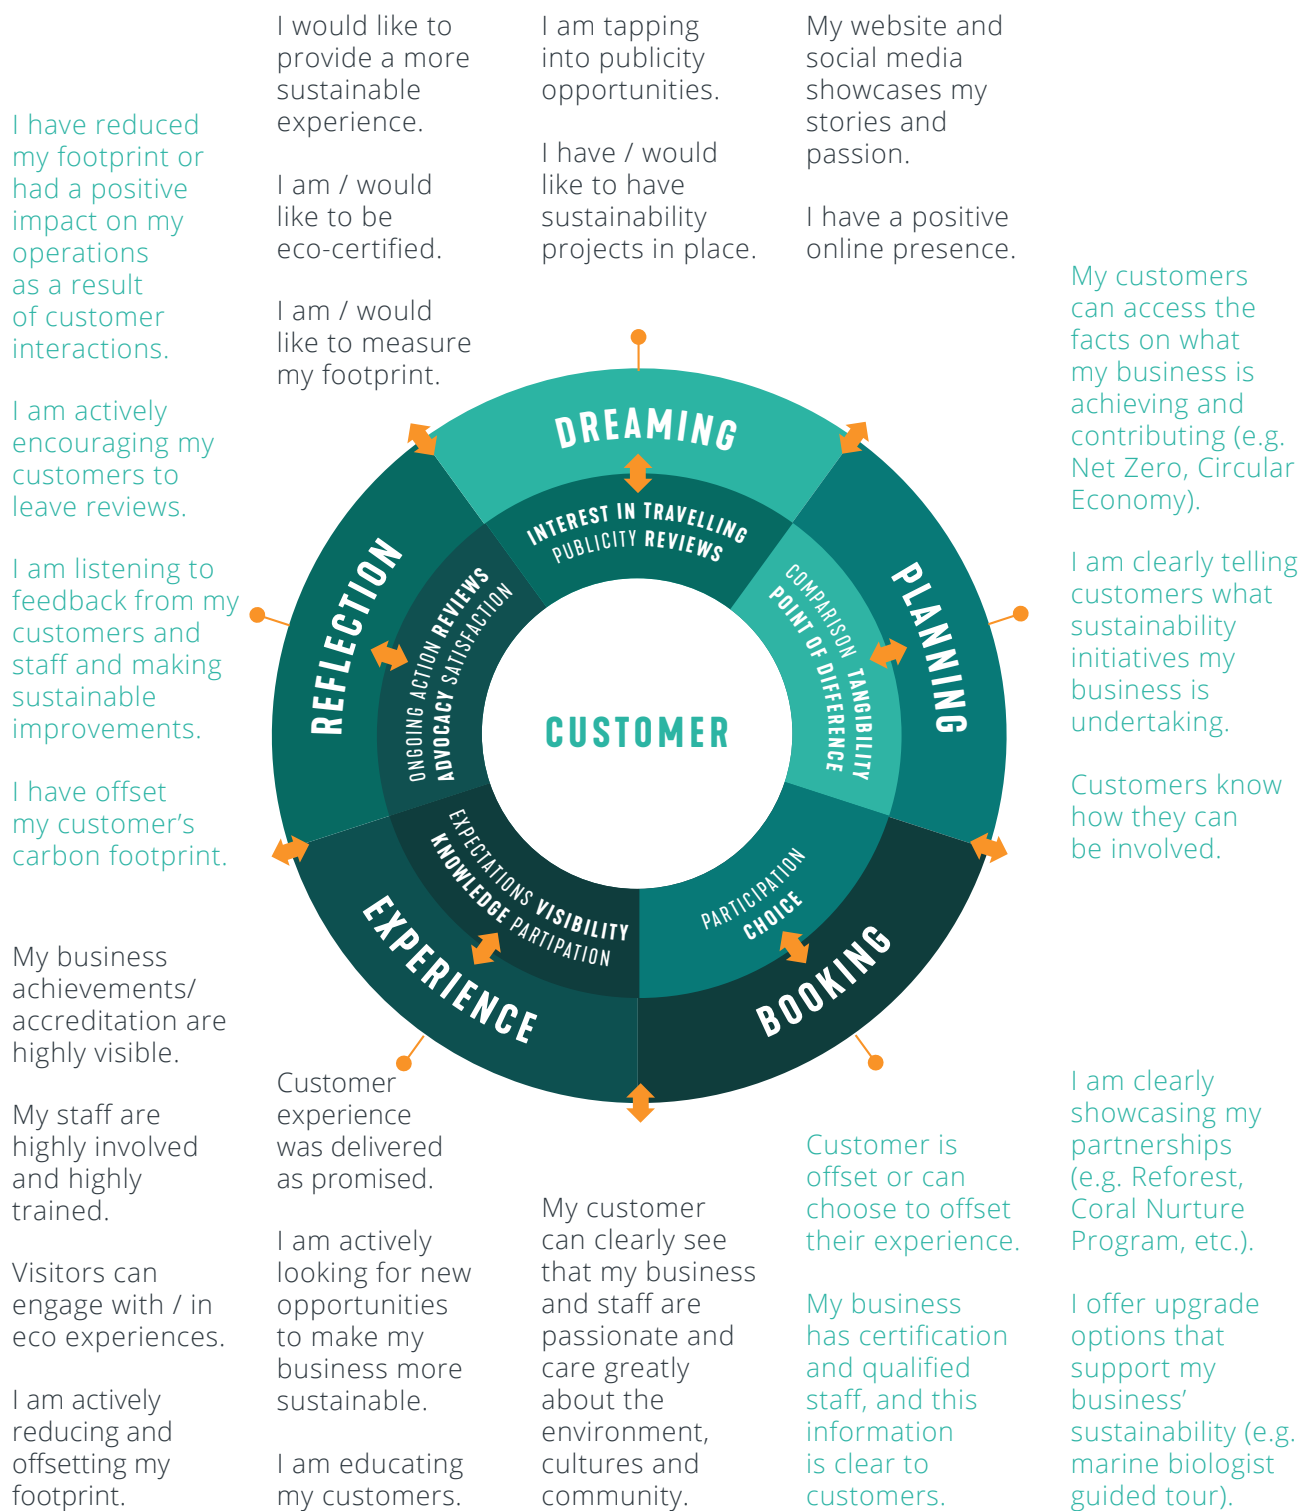 I would like to
provide a more
sustainable
experience.
I am / would
like to be
eco-certified.
I am / would
like to measure
my footprint.
I am tapping
into publicity
opportunities.
I have / would
like to have
sustainability
projects in place.
My website and
social media
showcases my
stories and
passion.
I have a positive
online presence.
I have reduced
my footprint or
had a positive
impact on my
operations
as a result
of customer
interactions.
I am actively
encouraging my
customers to
leave reviews.
I am listening to
feedback from my
customers and
staff and making
sustainable
improvements.
I have offset
my customer’s
carbon footprint.
My customers
can access the
facts on what
my business is
achieving and
contributing (e.g.
Net Zero, Circular
Economy).
I am clearly telling
customers what
sustainability
initiatives my
business is
undertaking.
Customers know
how they can
be involved.
DREAMING
INTEREST IN TRAVELLING
PUBLICITY REVIEWS
PLANNING
COMPARISON TANGIBILITY
POINT OF DIFFERENCE
BOOKING
PARTICIPATION
CHOICE
EXPERIENCE
EXPECTATIONS VISIBILITY
KNOWLEDGE PARTIPATION
REFLECTION
ONGOING ACTION REVIEWS
ADVOCACY SATISFACTION
CUSTOMER
My business
achievements/
accreditation are
highly visible.
My staff are
highly involved
and highly
trained.
Visitors can
engage with / in
eco experiences.
I am actively
reducing and
offsetting my
footprint.
Customer
experience
was delivered
as promised.
I am actively
looking for new
opportunities
to make my
business more
sustainable.
I am educating
my customers.
My customer
can clearly see
that my business
and staff are
passionate and
care greatly
about the
environment,
cultures and
community.
Customer is
offset or can
choose to offset
their experience.
My business
has certification
and qualified
staff, and this
information
is clear to
customers.
I am clearly
showcasing my
partnerships
(e.g. Reforest,
Coral Nurture
Program, etc.).
I offer upgrade
options that
support my
business’
sustainability (e.g.
marine biologist
guided tour).